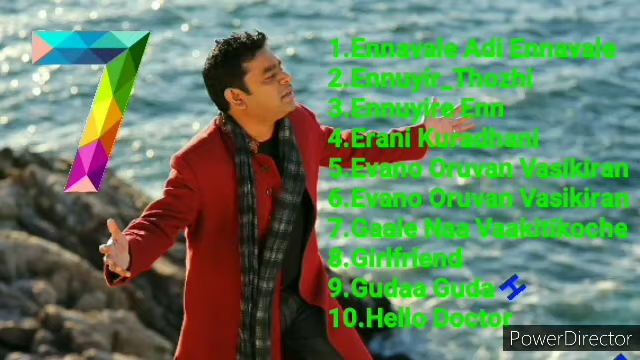 7
1.Ennavale Adi Ennavale
2.Ennuyir_Thozhi
3.Ennuyire Enn
4.Erani Kuradhani
5.Evano Oruvan Vasikiran
6.Evano Oruvan Vasikiran
7.Gaale Naa Vaakitikoche
8.Girlfriend
9.Gudaa Guda
10.Hello Doctor
PowerDirector